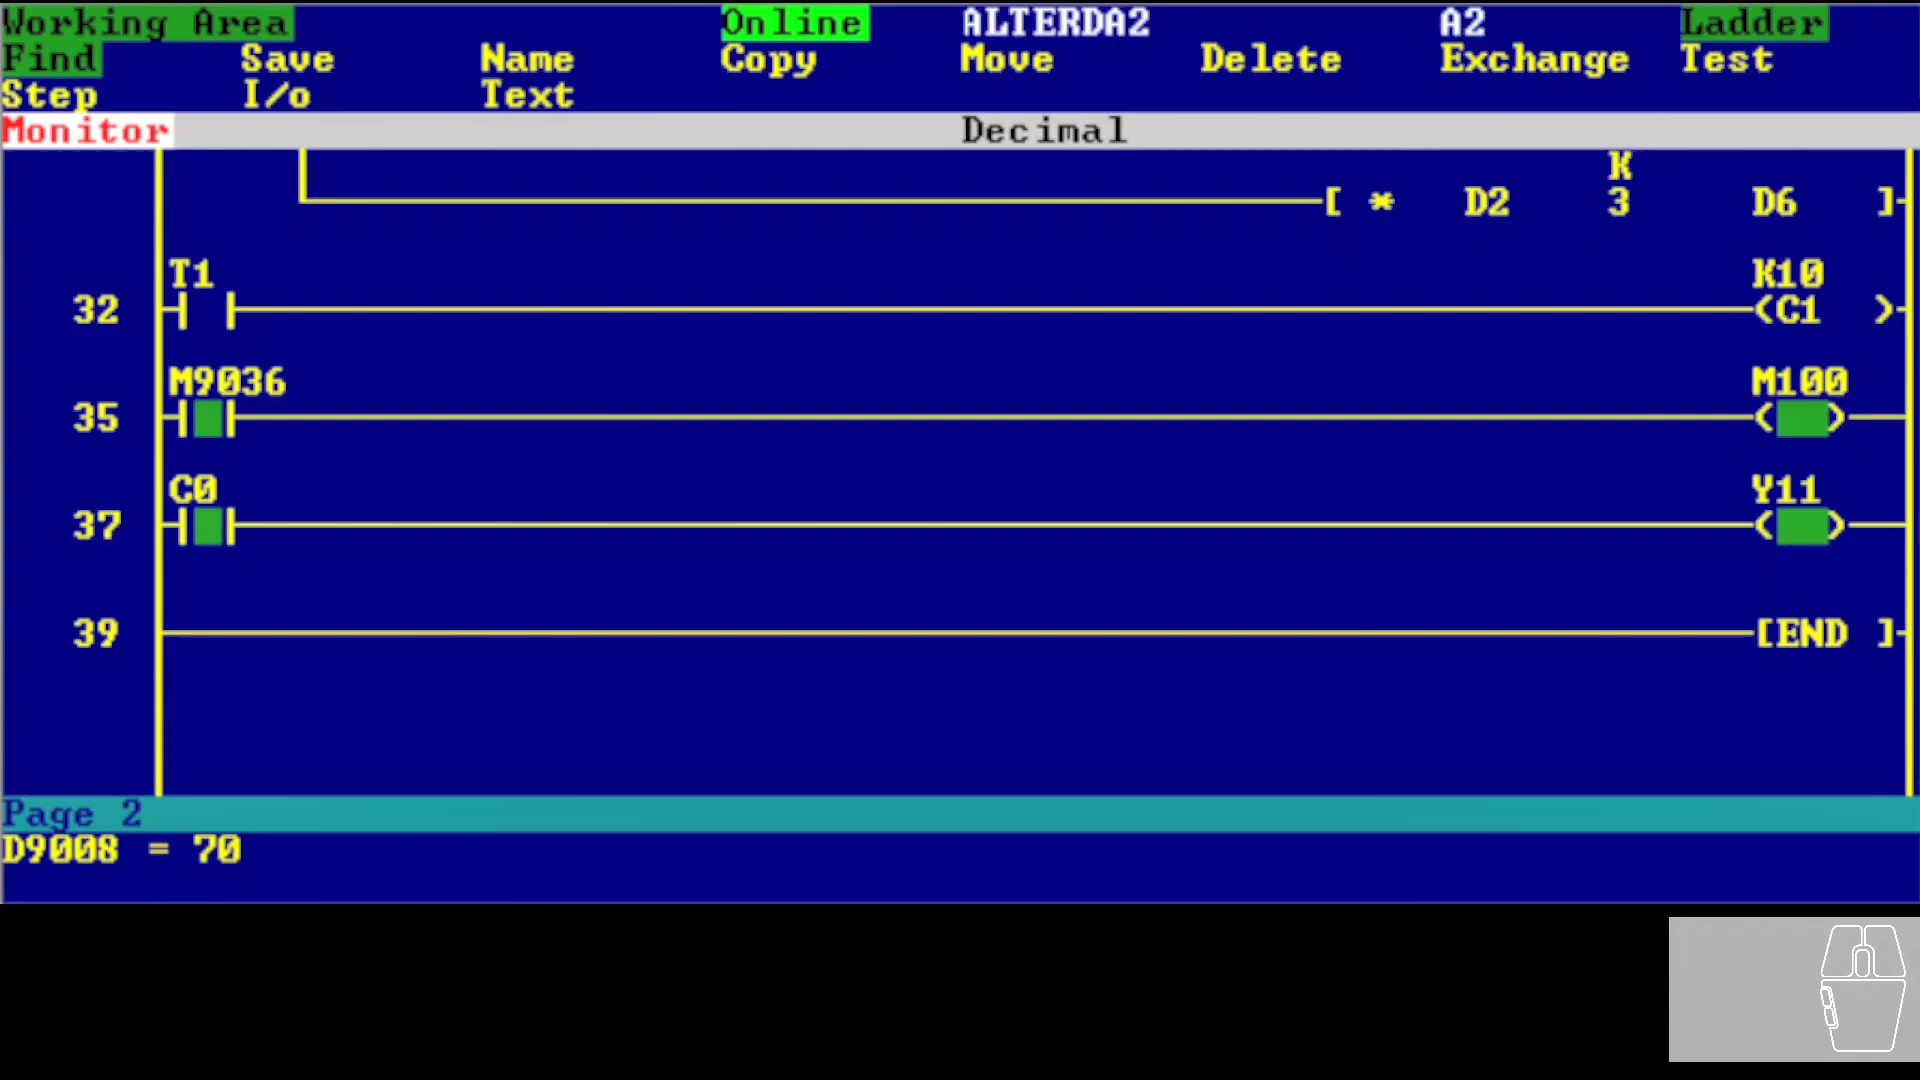 Working Area Online ALTERDA2 A2 Ladder
Find Save Name Copy Move Delete Exchange Test
Step I/o Text
Monitor Decimal
K
[ * D2 3 D6 ]
T1 K10
32 <C1 >
M9036 M100
35 < >
C0 Y11
37 < >
39 [END ]
Page 2
D9008 = 70